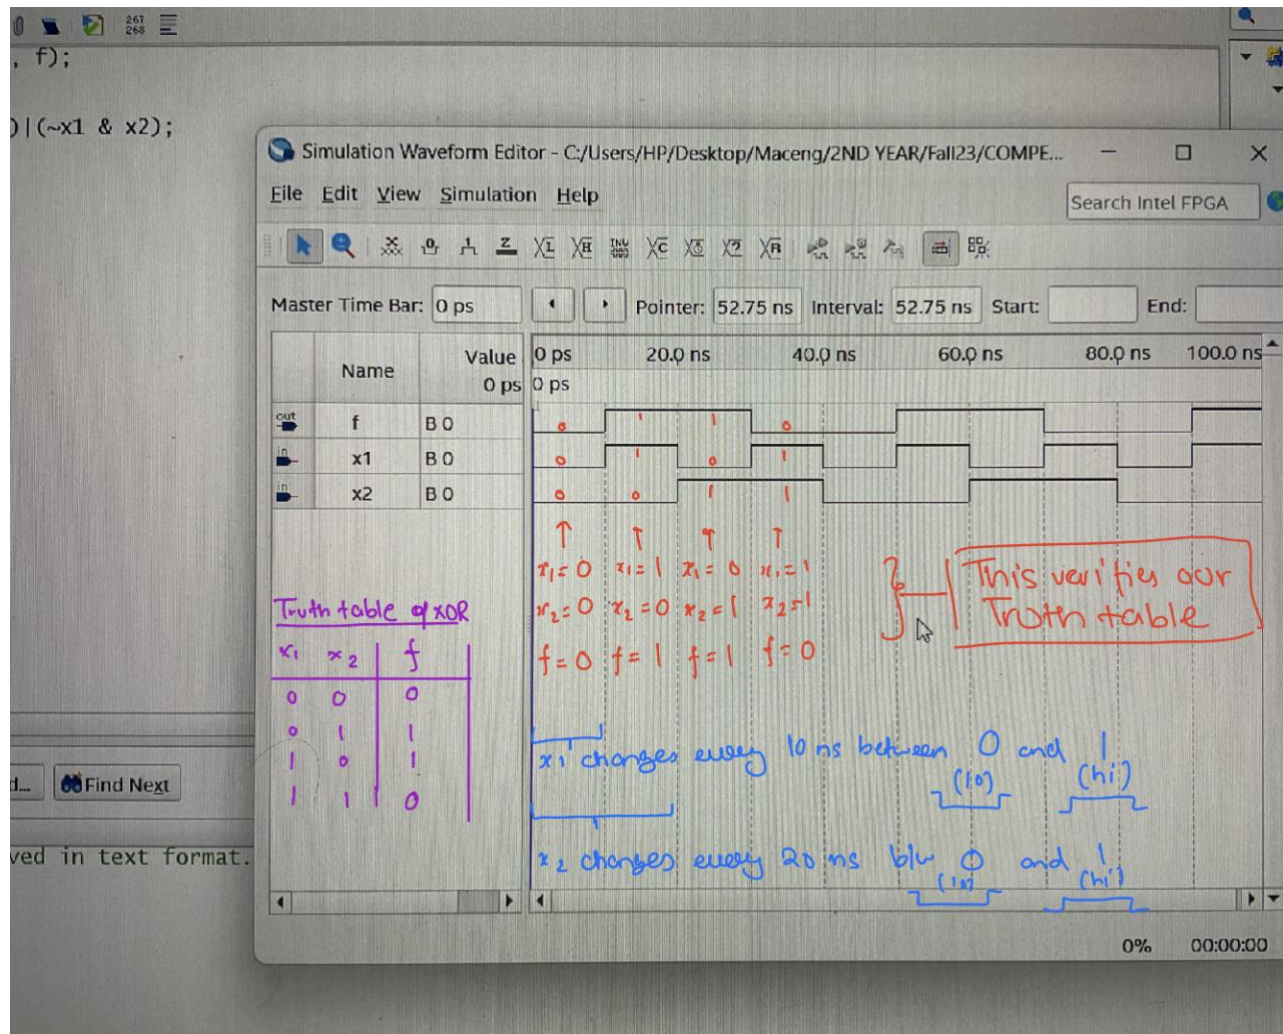 267
268
, f);
)|(~x1 & x2);
Simulation Waveform Editor - C:/Users/HP/Desktop/Maceng/2ND YEAR/Fall23/COMPE...
File Edit View Simulation Help
Search Intel FPGA
Master Time Bar: 0 ps Pointer: 52.75 ns Interval: 52.75 ns Start: End:
Name Value 0 ps 20.0 ns 40.0 ns 60.0 ns 80.0 ns 100.0 ns
0 ps 0 ps
out f B 0 0 1 1 0
in x1 B 0 0 1 0 1
in x2 B 0 0 0 1 1
x1=0 x1=1 x1=0 x1=1
x2=0 x2=0 x2=1 x2=1
f=0 f=1 f=1 f=0
This verifies our
Truth table
Truth table of XOR
x1 x2 f
0 0 0
0 1 1
1 0 1
1 1 0
x1 changes every 10 ns between 0 and 1
(lo) (hi)
x2 changes every 20 ns b/w 0 and 1
(lo) (hi)
d... Find Next
ved in text format.
0% 00:00:00